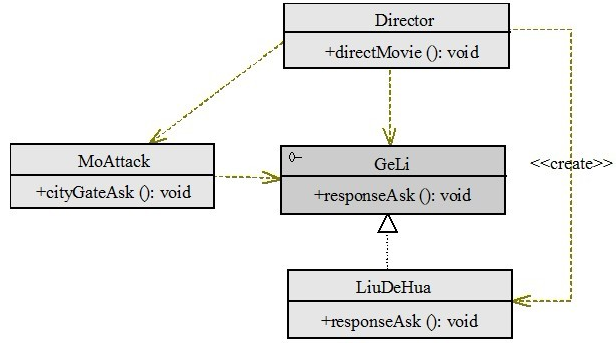 Director
+directMovie (): void
MoAttack
+cityGateAsk (): void
GeLi
+responseAsk (): void
<<create>>
LiuDeHua
+responseAsk (): void